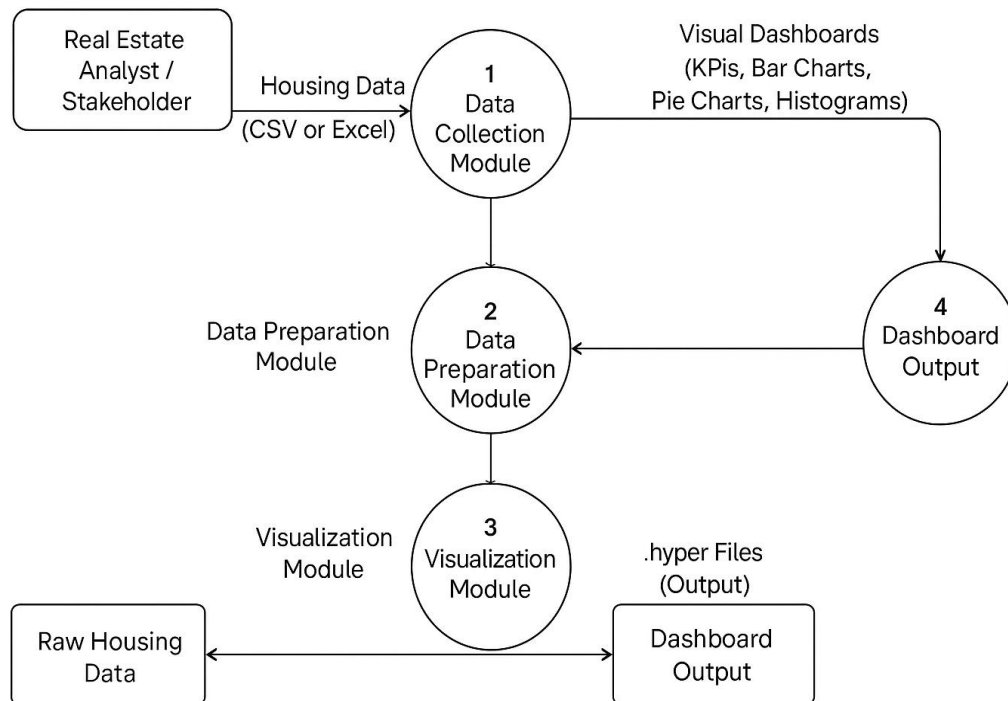 Real Estate
Analyst /
Stakeholder
Housing Data
(CSV or Excel)
1
Data
Collection
Module
Visual Dashboards
(KPis, Bar Charts,
Pie Charts, Histograms)
Data Preparation
Module
2
Data
Preparation
Module
4
Dashboard
Output
Visualization
Module
3
Visualization
Module
.hyper Files
(Output)
Raw Housing
Data
Dashboard
Output